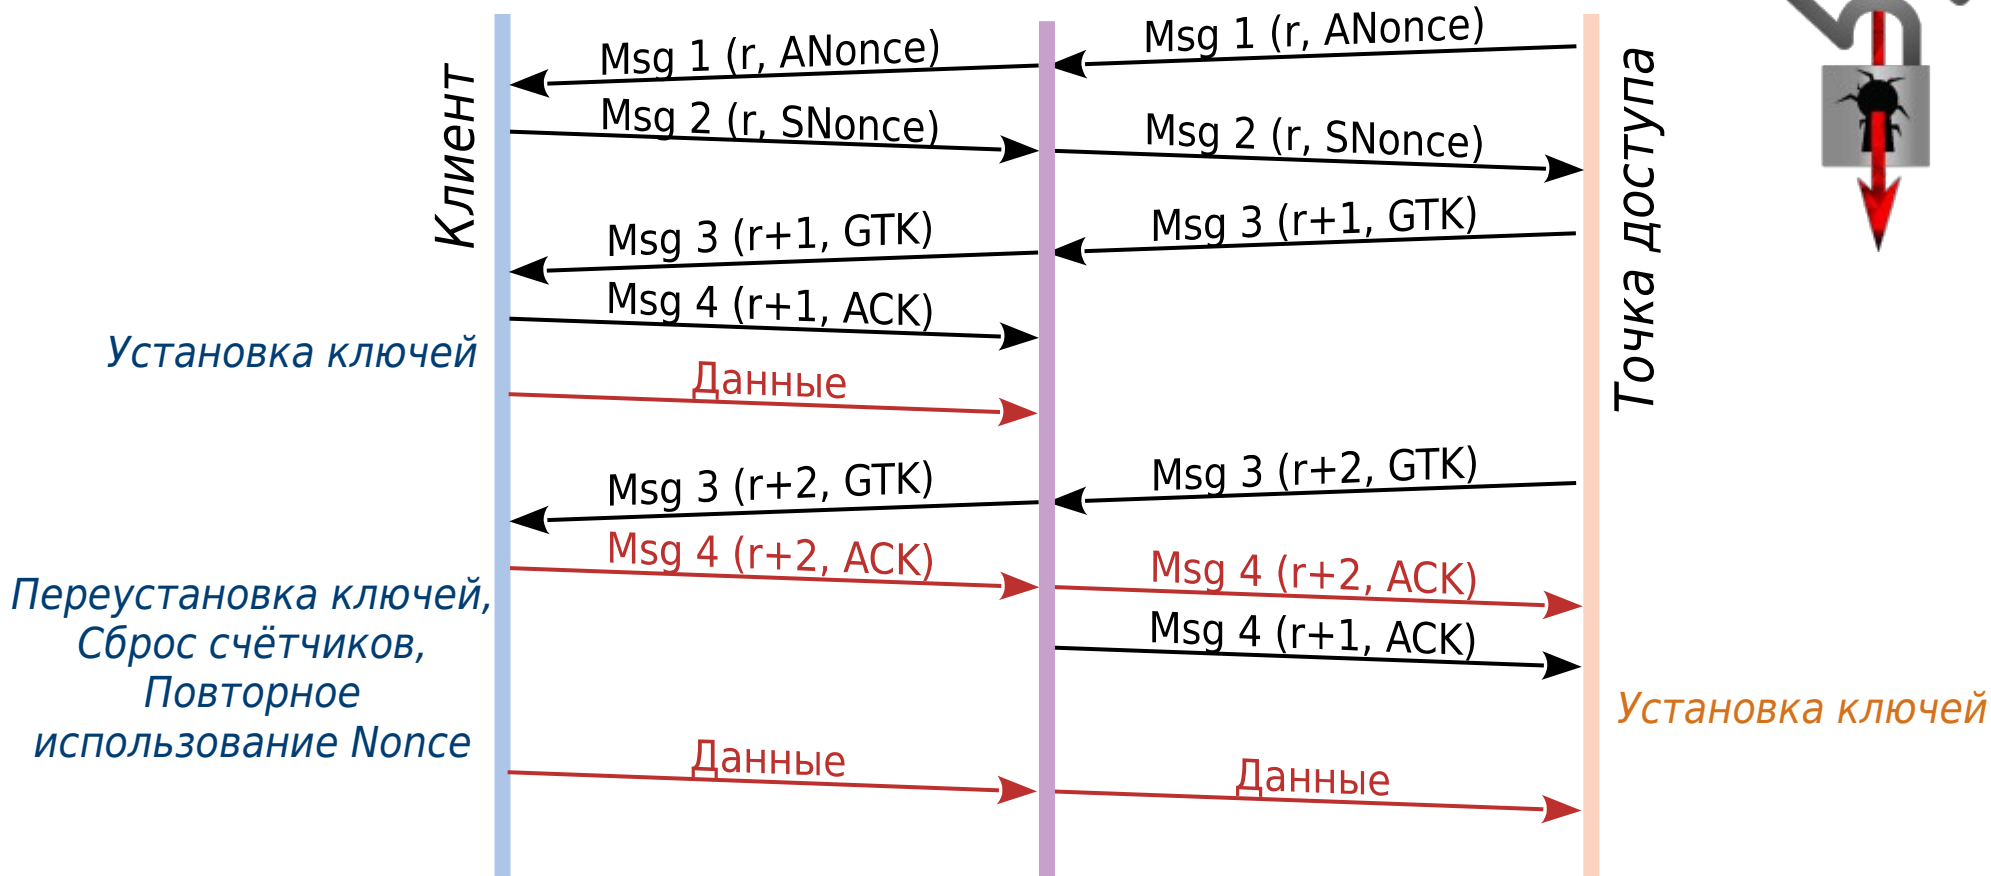 Клиент
Точка доступа
Msg 1 (r, ANonce)
Msg 1 (r, ANonce)
Msg 2 (r, SNonce)
Msg 2 (r, SNonce)
Msg 3 (r+1, GTK)
Msg 3 (r+1, GTK)
Msg 4 (r+1, ACK)
Установка ключей
Данные
Msg 3 (r+2, GTK)
Msg 3 (r+2, GTK)
Msg 4 (r+2, ACK)
Msg 4 (r+2, ACK)
Msg 4 (r+1, ACK)
Переустановка ключей,
Сброс счётчиков,
Повторное
использование Nonce
Установка ключей
Данные
Данные